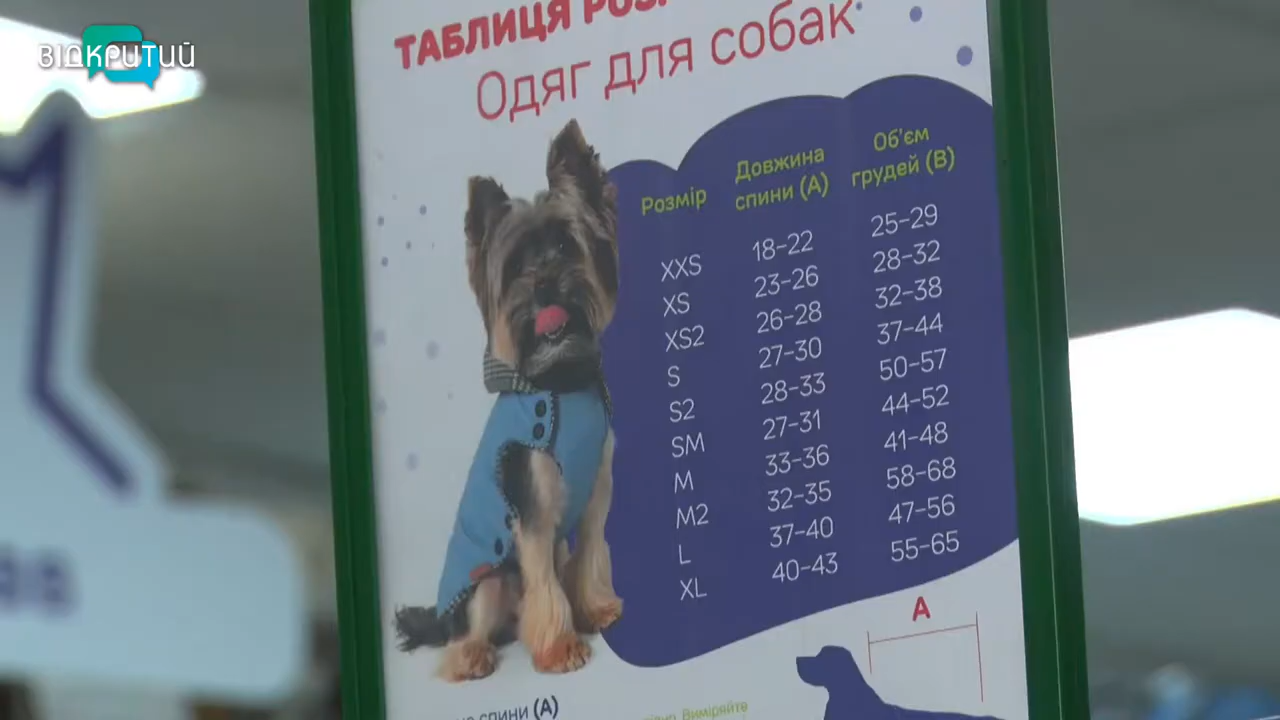 ВІДКРИТИЙ
ТАБЛИЦЯ
Одяг для собак
Розмір Довжина спини (А) Об'єм грудей (В)
XXS 18–22 25–29
XS 23–26 28–32
XS2 26–28 32–38
S 27–30 37–44
S2 28–33 50–57
SM 27–31 44–52
M 33–36 41–48
M2 32–35 58–68
L 37–40 47–56
XL 40–43 55–65
А
спини (А)
Виміряйте